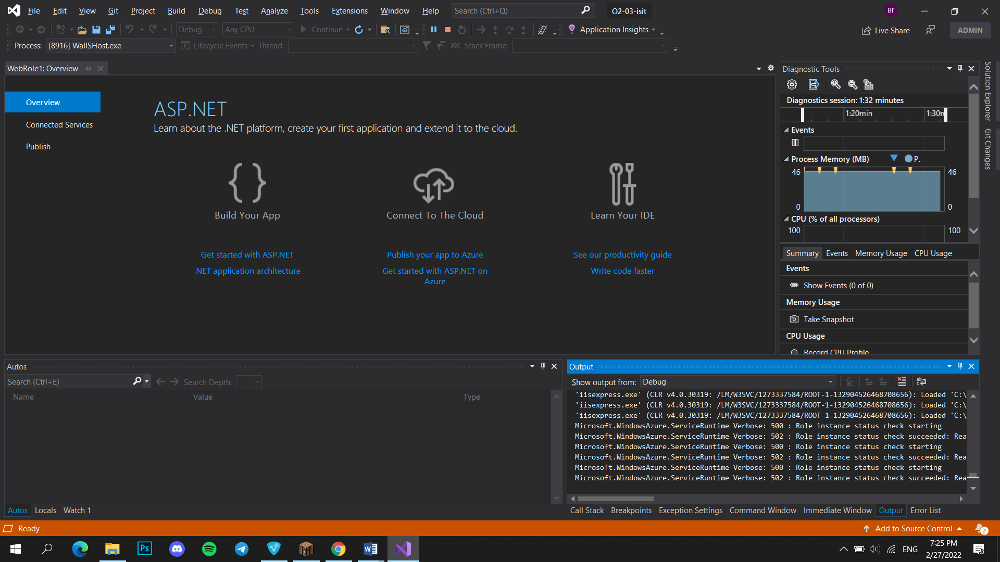 File Edit View Git Project Build Debug Test Analyze Tools Extensions Window Help Search (Ctrl+Q) O2-03-isit ВГ
Debug Any CPU Continue Application Insights Live Share ADMIN
Process: [8916] WaIISHost.exe Lifecycle Events Thread: Stack Frame:
WebRole1: Overview
Overview
Connected Services
Publish
ASP.NET
Learn about the .NET platform, create your first application and extend it to the cloud.
Build Your App
Get started with ASP.NET
.NET application architecture
Connect To The Cloud
Publish your app to Azure
Get started with ASP.NET on
Azure
Learn Your IDE
See our productivity guide
Write code faster
Diagnostic Tools
Diagnostics session: 1:32 minutes
1:20min 1:30m
Events
Process Memory (MB) P..
46 46
0 0
CPU (% of all processors)
100 100
Summary Events Memory Usage CPU Usage
Events
Show Events (0 of 0)
Memory Usage
Take Snapshot
CPU Usage
Record CPU Profile
Solution Explorer
Git Changes
Autos
Search (Ctrl+E) Search Depth:
Name Value Type
Autos Locals Watch 1
Output
Show output from: Debug
'iisexpress.exe' (CLR v4.0.30319: /LM/W3SVC/1273337584/ROOT-1-132904526468708656): Loaded 'C:\
'iisexpress.exe' (CLR v4.0.30319: /LM/W3SVC/1273337584/ROOT-1-132904526468708656): Loaded 'C:\
'iisexpress.exe' (CLR v4.0.30319: /LM/W3SVC/1273337584/ROOT-1-132904526468708656): Loaded 'C:\
Microsoft.WindowsAzure.ServiceRuntime Verbose: 500 : Role instance status check starting
Microsoft.WindowsAzure.ServiceRuntime Verbose: 502 : Role instance status check succeeded: Rea
Microsoft.WindowsAzure.ServiceRuntime Verbose: 500 : Role instance status check starting
Microsoft.WindowsAzure.ServiceRuntime Verbose: 502 : Role instance status check succeeded: Rea
Microsoft.WindowsAzure.ServiceRuntime Verbose: 500 : Role instance status check starting
Microsoft.WindowsAzure.ServiceRuntime Verbose: 502 : Role instance status check succeeded: Rea
Call Stack Breakpoints Exception Settings Command Window Immediate Window Output Error List
Ready Add to Source Control 2
Ps ENG 7:25 PM
2/27/2022